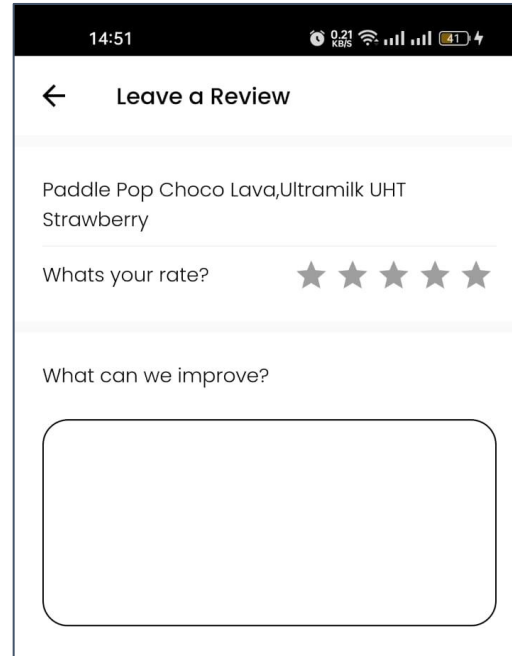 14:51
0.21
KB/S
41
Leave a Review
Paddle Pop Choco Lava,Ultramilk UHT
Strawberry
Whats your rate?
What can we improve?